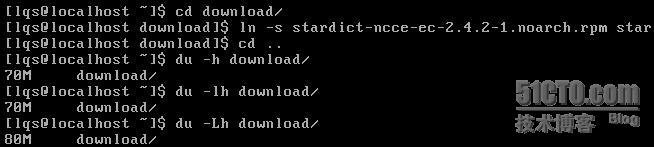 [lqs@localhost ~]$ cd download/
[lqs@localhost download]$ ln -s stardict-ncce-ec-2.4.2-1.noarch.rpm star
[lqs@localhost download]$ cd ..
[lqs@localhost ~]$ du -h download/
70M download/
[lqs@localhost ~]$ du -lh download/
70M download/
[lqs@localhost ~]$ du -Lh download/
80M download/
51CTO.com
技术博客 Blog